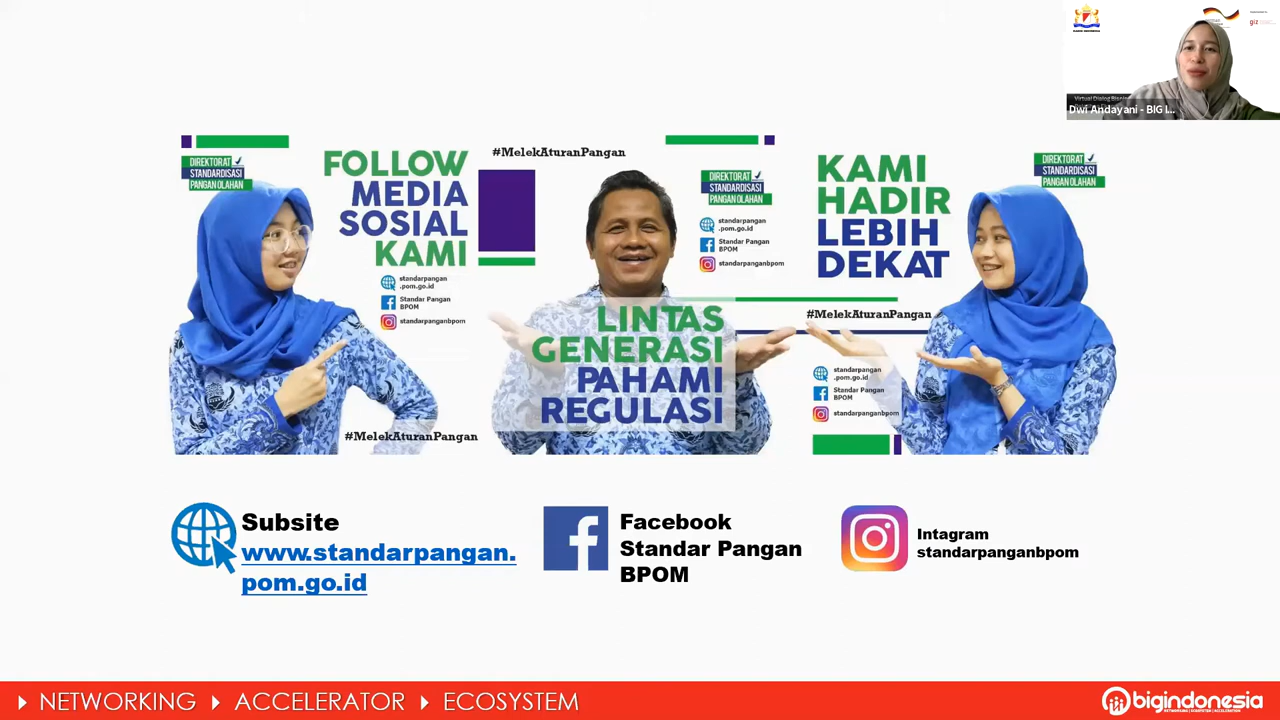 KADIN INDONESIA
giz
Virtual Dialog
Dwi Andayani - BIG I...
DIREKTORAT
STANDARDISASI
PANGAN OLAHAN
FOLLOW
MEDIA
SOSIAL
KAMI
standarpangan
.pom.go.id
Standar Pangan
BPOM
standarpanganbpom
#MelekAturanPangan
#MelekAturanPangan
DIREKTORAT
STANDARDISASI
PANGAN OLAHAN
standarpangan
.pom.go.id
Standar Pangan
BPOM
standarpanganbpom
LINTAS
GENERASI
PAHAMI
REGULASI
KAMI
HADIR
LEBIH
DEKAT
DIREKTORAT
STANDARDISASI
PANGAN OLAHAN
#MelekAturanPangan
standarpangan
.pom.go.id
Standar Pangan
BPOM
standarpanganbpom
Subsite
www.standarpangan.
pom.go.id
Facebook
Standar Pangan
BPOM
Intagram
standarpanganbpom
NETWORKING ACCELERATOR ECOSYSTEM
bigindonesia